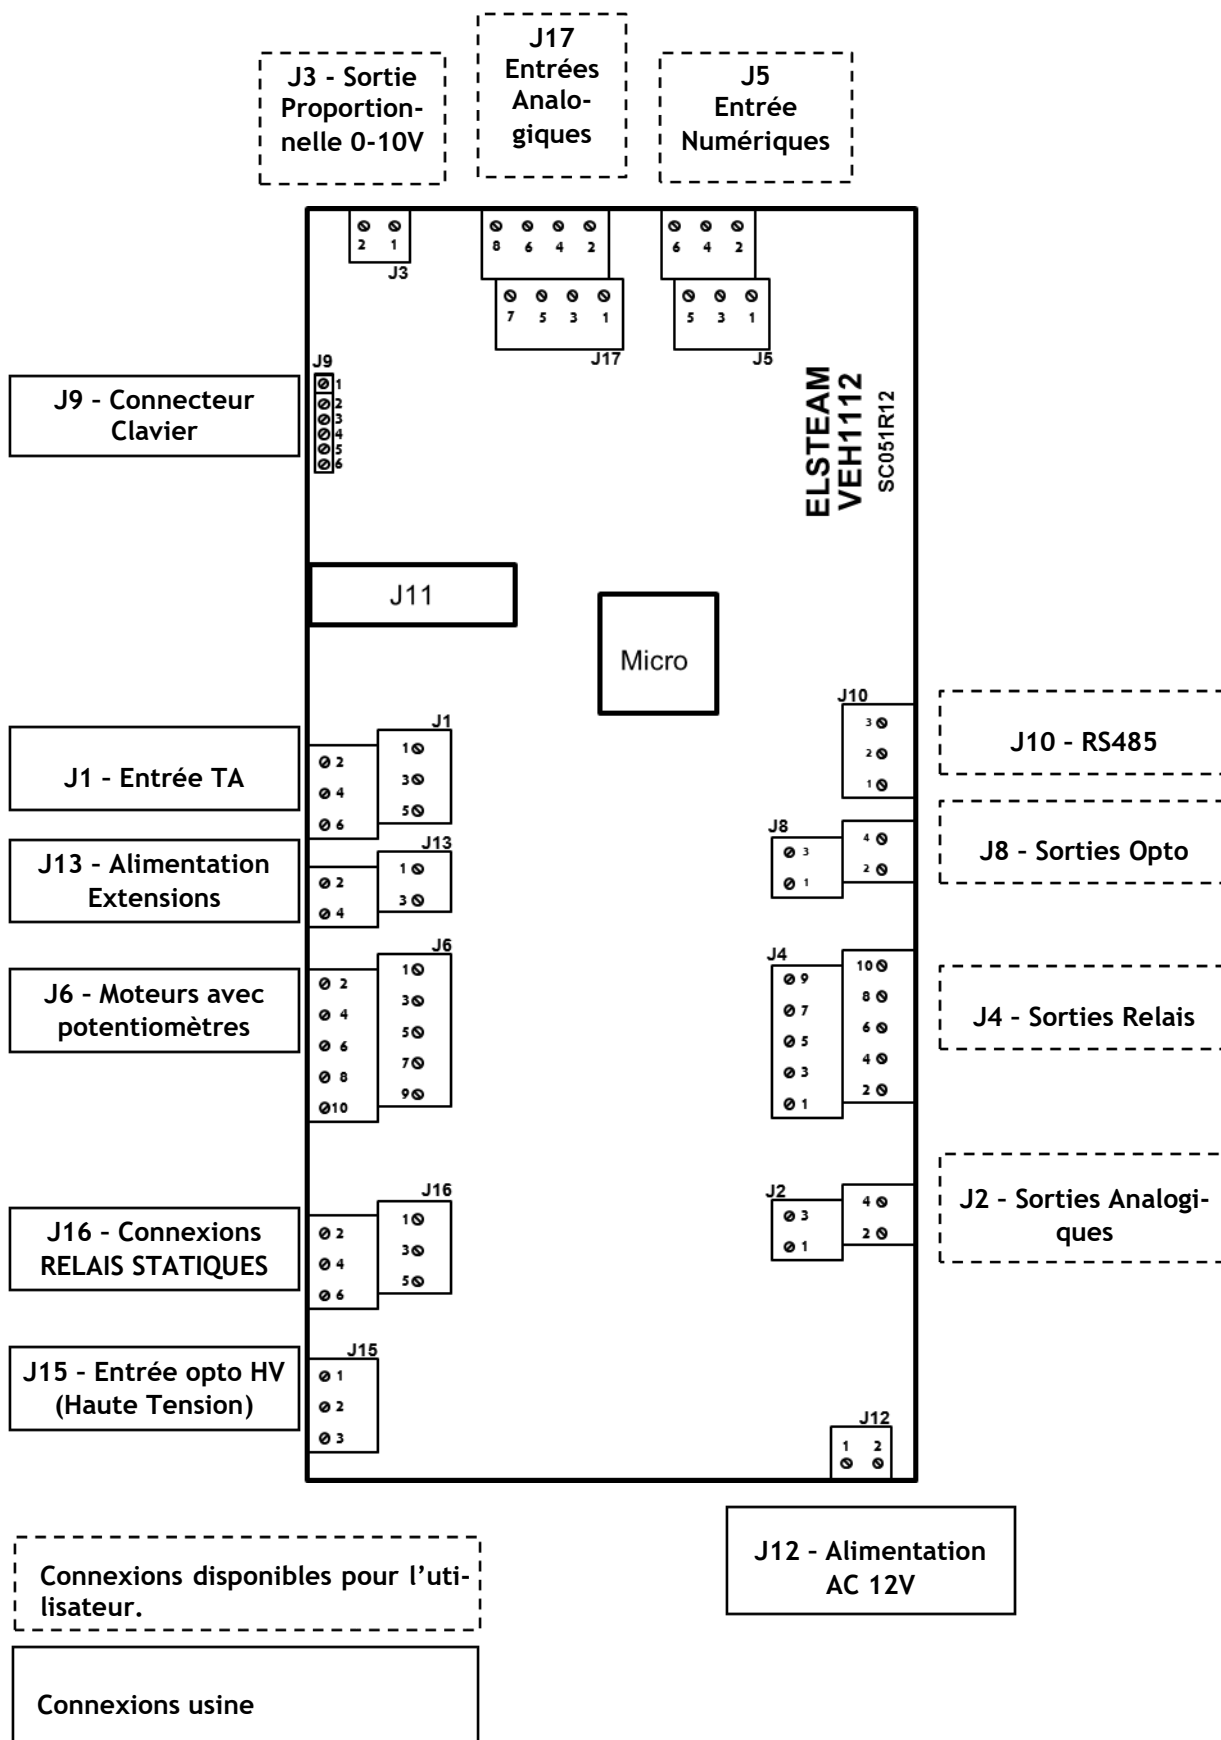 J3 - Sortie
Proportion-
nelle 0-10V
J17
Entrées
Analo-
giques
J5
Entrée
Numériques
2 1
J3
8 6 4 2
7 5 3 1
J17
6 4 2
5 3 1
J5
J9
1
2
3
4
5
6
J9 – Connecteur
Clavier
ELSTEAM
VEH1112
SC051R12
J11
Micro
J1 – Entrée TA
J1
1
2
3
4
5
6
J10
3
2
1
J10 – RS485
J13 – Alimentation
Extensions
J13
1
2
3
4
J8
3
1
4
2
J8 – Sorties Opto
J6 – Moteurs avec
potentiomètres
J6
1
2
3
4
5
6
7
8
9
10
J4
9
7
5
3
1
10
8
6
4
2
J4 – Sorties Relais
J16 – Connexions
RELAIS STATIQUES
J16
1
2
3
4
5
6
J2
3
1
4
2
J2 – Sorties Analogi-
ques
J15 – Entrée opto HV
(Haute Tension)
J15
1
2
3
J12
1 2
J12 – Alimentation
AC 12V
Connexions disponibles pour l’uti-
lisateur.
Connexions usine